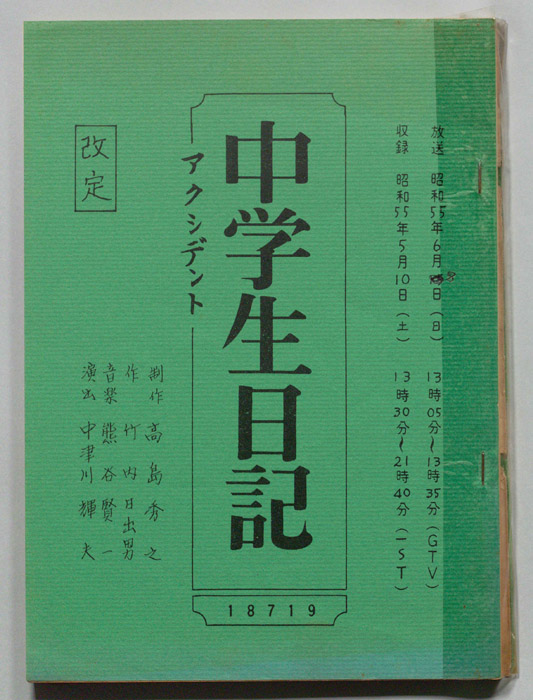 放送 昭和55年6月日(日) 13時05分~13時35分(GTV)
収録 昭和55年5月10日(土) 13時30分~21時40分(1ST)
中学生日記
アクシデント
改定
制作 高島秀之
作 竹内日出男
音楽 熊谷賢一
演出 中津川輝夫
18719